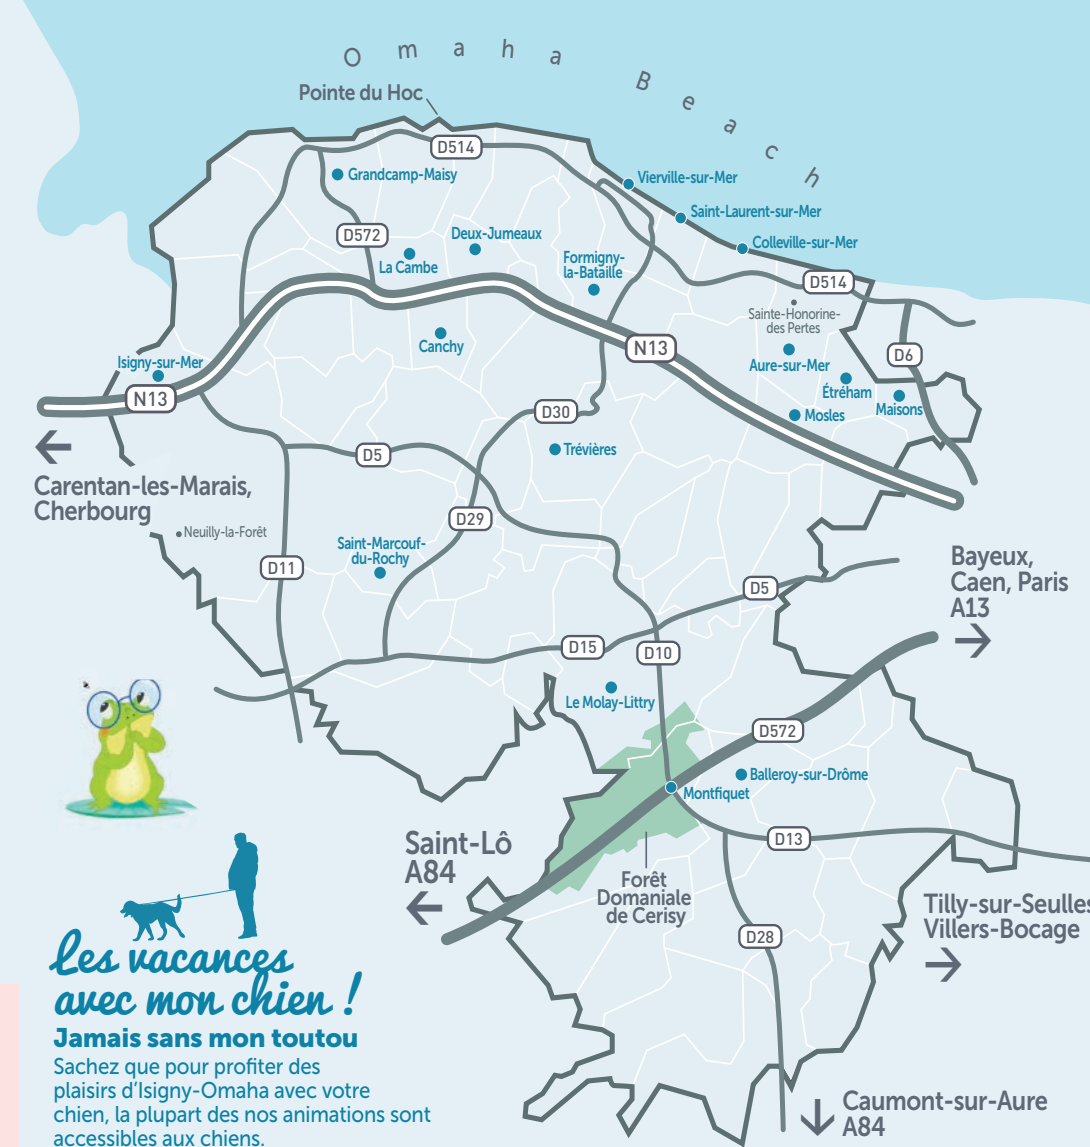 Omaha Beach
Pointe du Hoc
D514
Grandcamp-Maisy
Vierville-sur-Mer
Saint-Laurent-sur-Mer
D572
Deux-Jumeaux
Colleville-sur-Mer
La Cambe
Formigny-
la-Bataille
D514
Sainte-Honorine-
des Pertes
Canchy
N13
D6
Isigny-sur-Mer
Aure-sur-Mer
N13
Étréham
Maisons
D30
Mosles
Trévières
D5
Carentan-les-Marais,
Cherbourg
Neuilly-la-Forêt
D29
Saint-Marcouf-
du-Rochy
D11
Bayeux,
Caen, Paris
A13
D5
D15
D10
Le Molay-Littry
D572
Balleroy-sur-Drôme
Montfiquet
Saint-Lô
A84
D13
Forêt
Domaniale
de Cerisy
Tilly-sur-Seulles
Villers-Bocage
D28
Les vacances
avec mon chien !
Jamais sans mon toutou
Sachez que pour profiter des
plaisirs d'Isigny-Omaha avec votre
chien, la plupart des nos animations sont
accessibles aux chiens.
Caumont-sur-Aure
A84